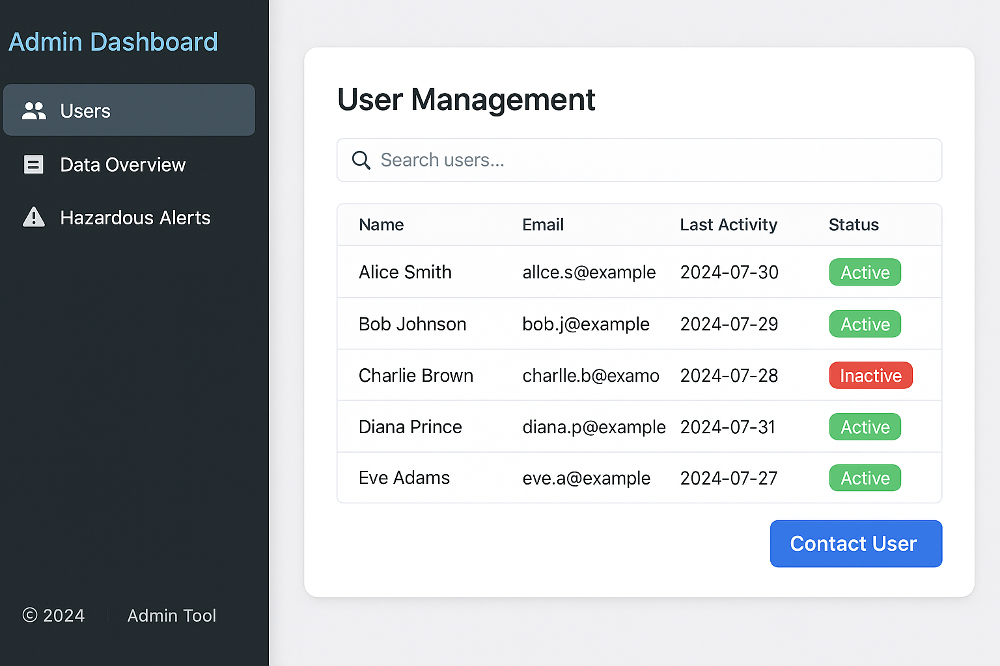 Admin Dashboard
Users
Data Overview
Hazardous Alerts
© 2024 Admin Tool
User Management
Search users...
Name Email Last Activity Status
Alice Smith allce.s@example 2024-07-30 Active
Bob Johnson bob.j@example 2024-07-29 Active
Charlie Brown charlle.b@examo 2024-07-28 Inactive
Diana Prince diana.p@example 2024-07-31 Active
Eve Adams eve.a@example 2024-07-27 Active
Contact User